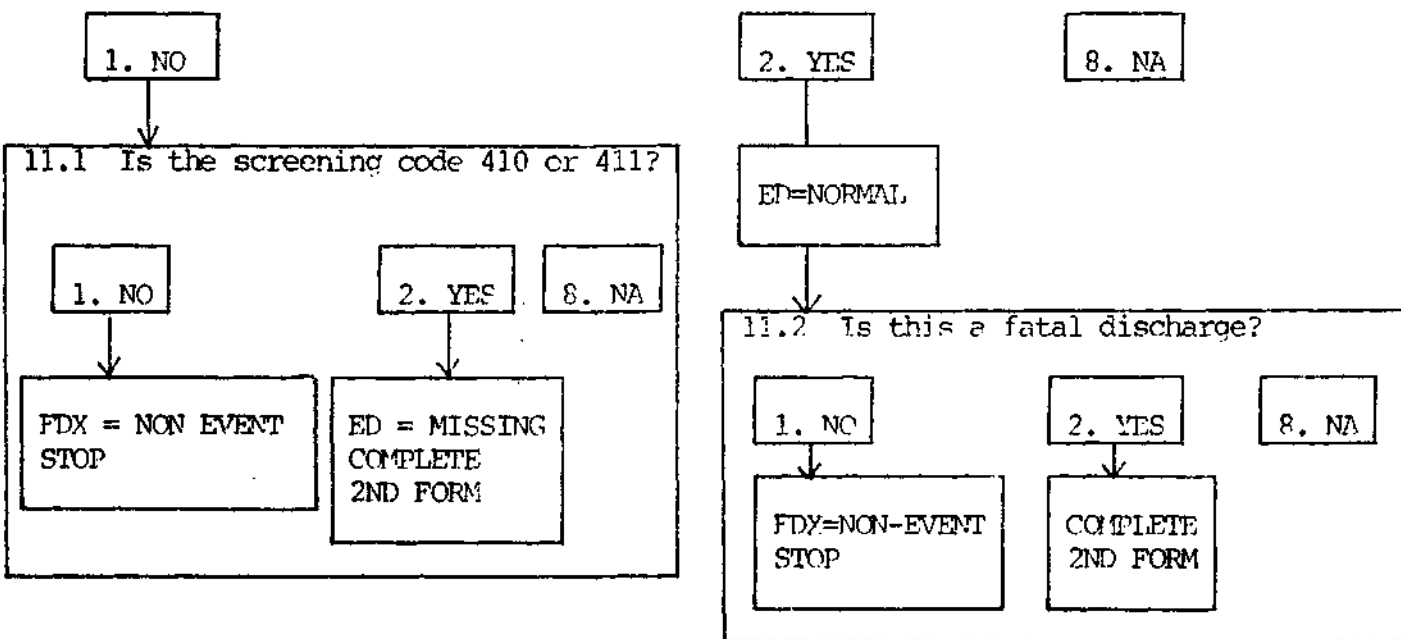 1. NO
2. YES
8. NA
11.1 Is the screening code 410 or 411?
1. NO
2. YES
8. NA
FDX = NON EVENT
STOP
ED = MISSING
COMPLETE
2ND FORM
ED=NORMAL
11.2 Is this a fatal discharge?
1. NO
2. YES
8. NA
FDX=NON-EVENT
STOP
COMPLETE
2ND FORM